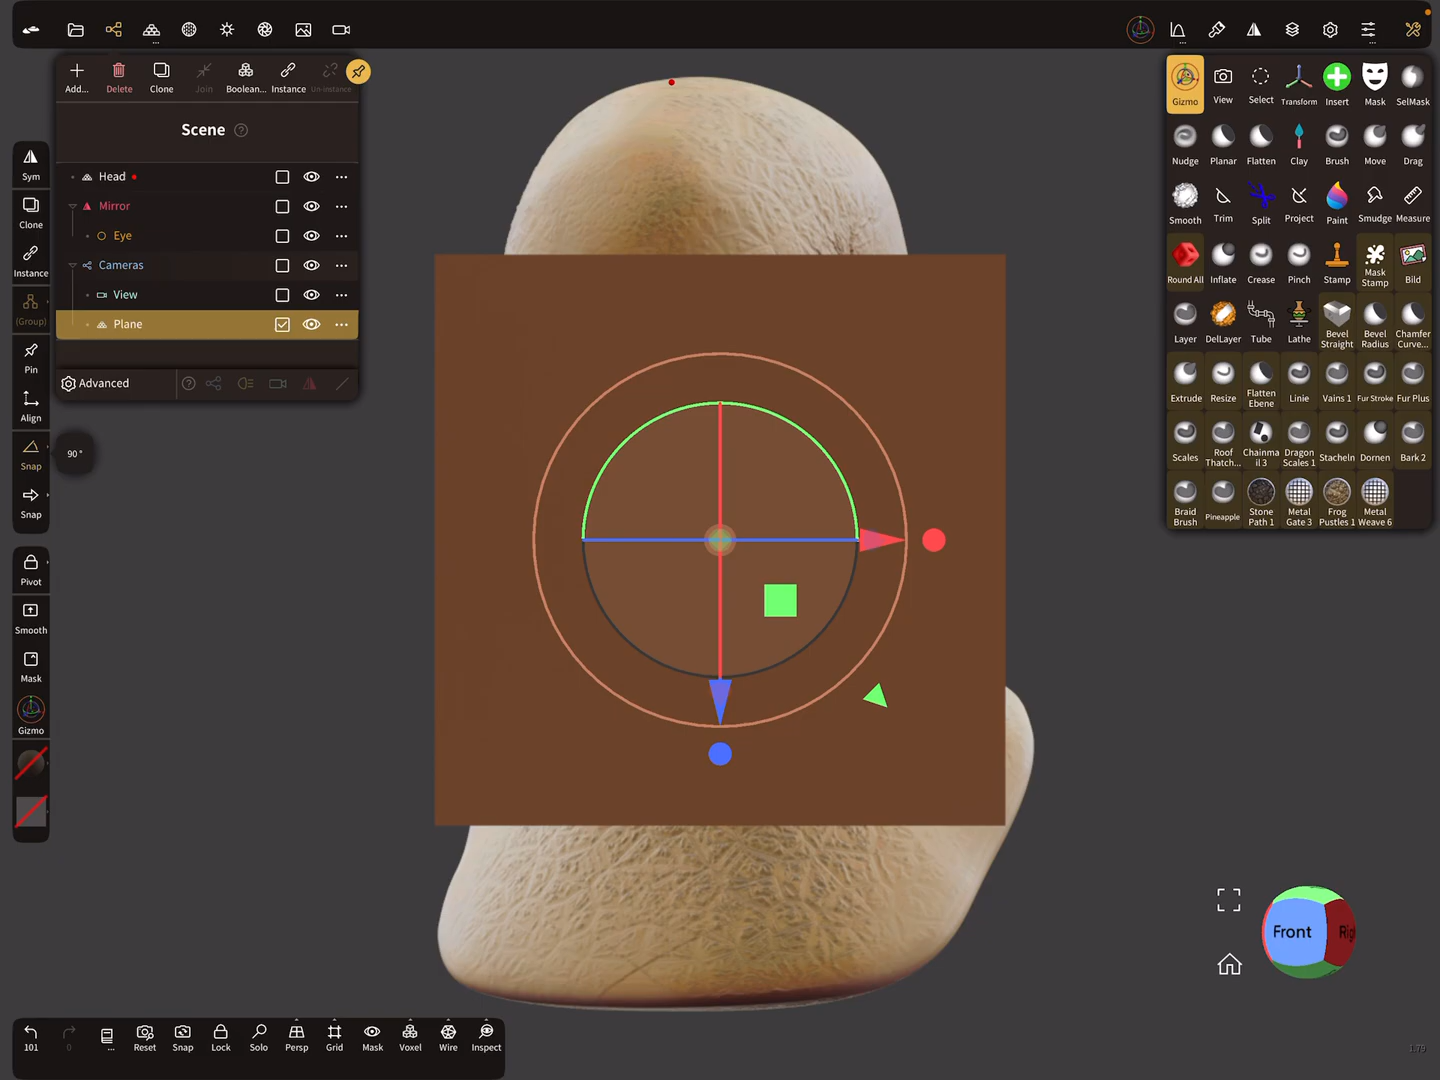 Add...
Delete
Clone
Join
Boolean...
Instance
Un-instance
Scene ?
Head
Mirror
Eye
Cameras
View
Plane
Advanced
?
Sym
Clone
Instance
(Group)
Pin
Align
Snap
90°
Snap
Pivot
Smooth
Mask
Gizmo
Gizmo
View
Select
Transform
Insert
Mask
SelMask
Nudge
Planar
Flatten
Clay
Brush
Move
Drag
Smooth
Trim
Split
Project
Paint
Smudge
Measure
Round All
Inflate
Crease
Pinch
Stamp
Mask
Stamp
Bild
Layer
DelLayer
Tube
Lathe
Bevel
Straight
Bevel
Radius
Chamfer
Curve...
Extrude
Resize
Flatten
Ebene
Linie
Vains 1
Fur Stroke
Fur Plus
Scales
Roof
Thatch...
Chainma
il 3
Dragon
Scales 1
Stacheln
Dornen
Bark 2
Braid
Brush
Pineapple
Stone
Path 1
Metal
Gate 3
Frog
Pustles 1
Metal
Weave 6
Front
Rig
101
0
...
Reset
Snap
Lock
Solo
Persp
Grid
Mask
Voxel
Wire
Inspect
1.79